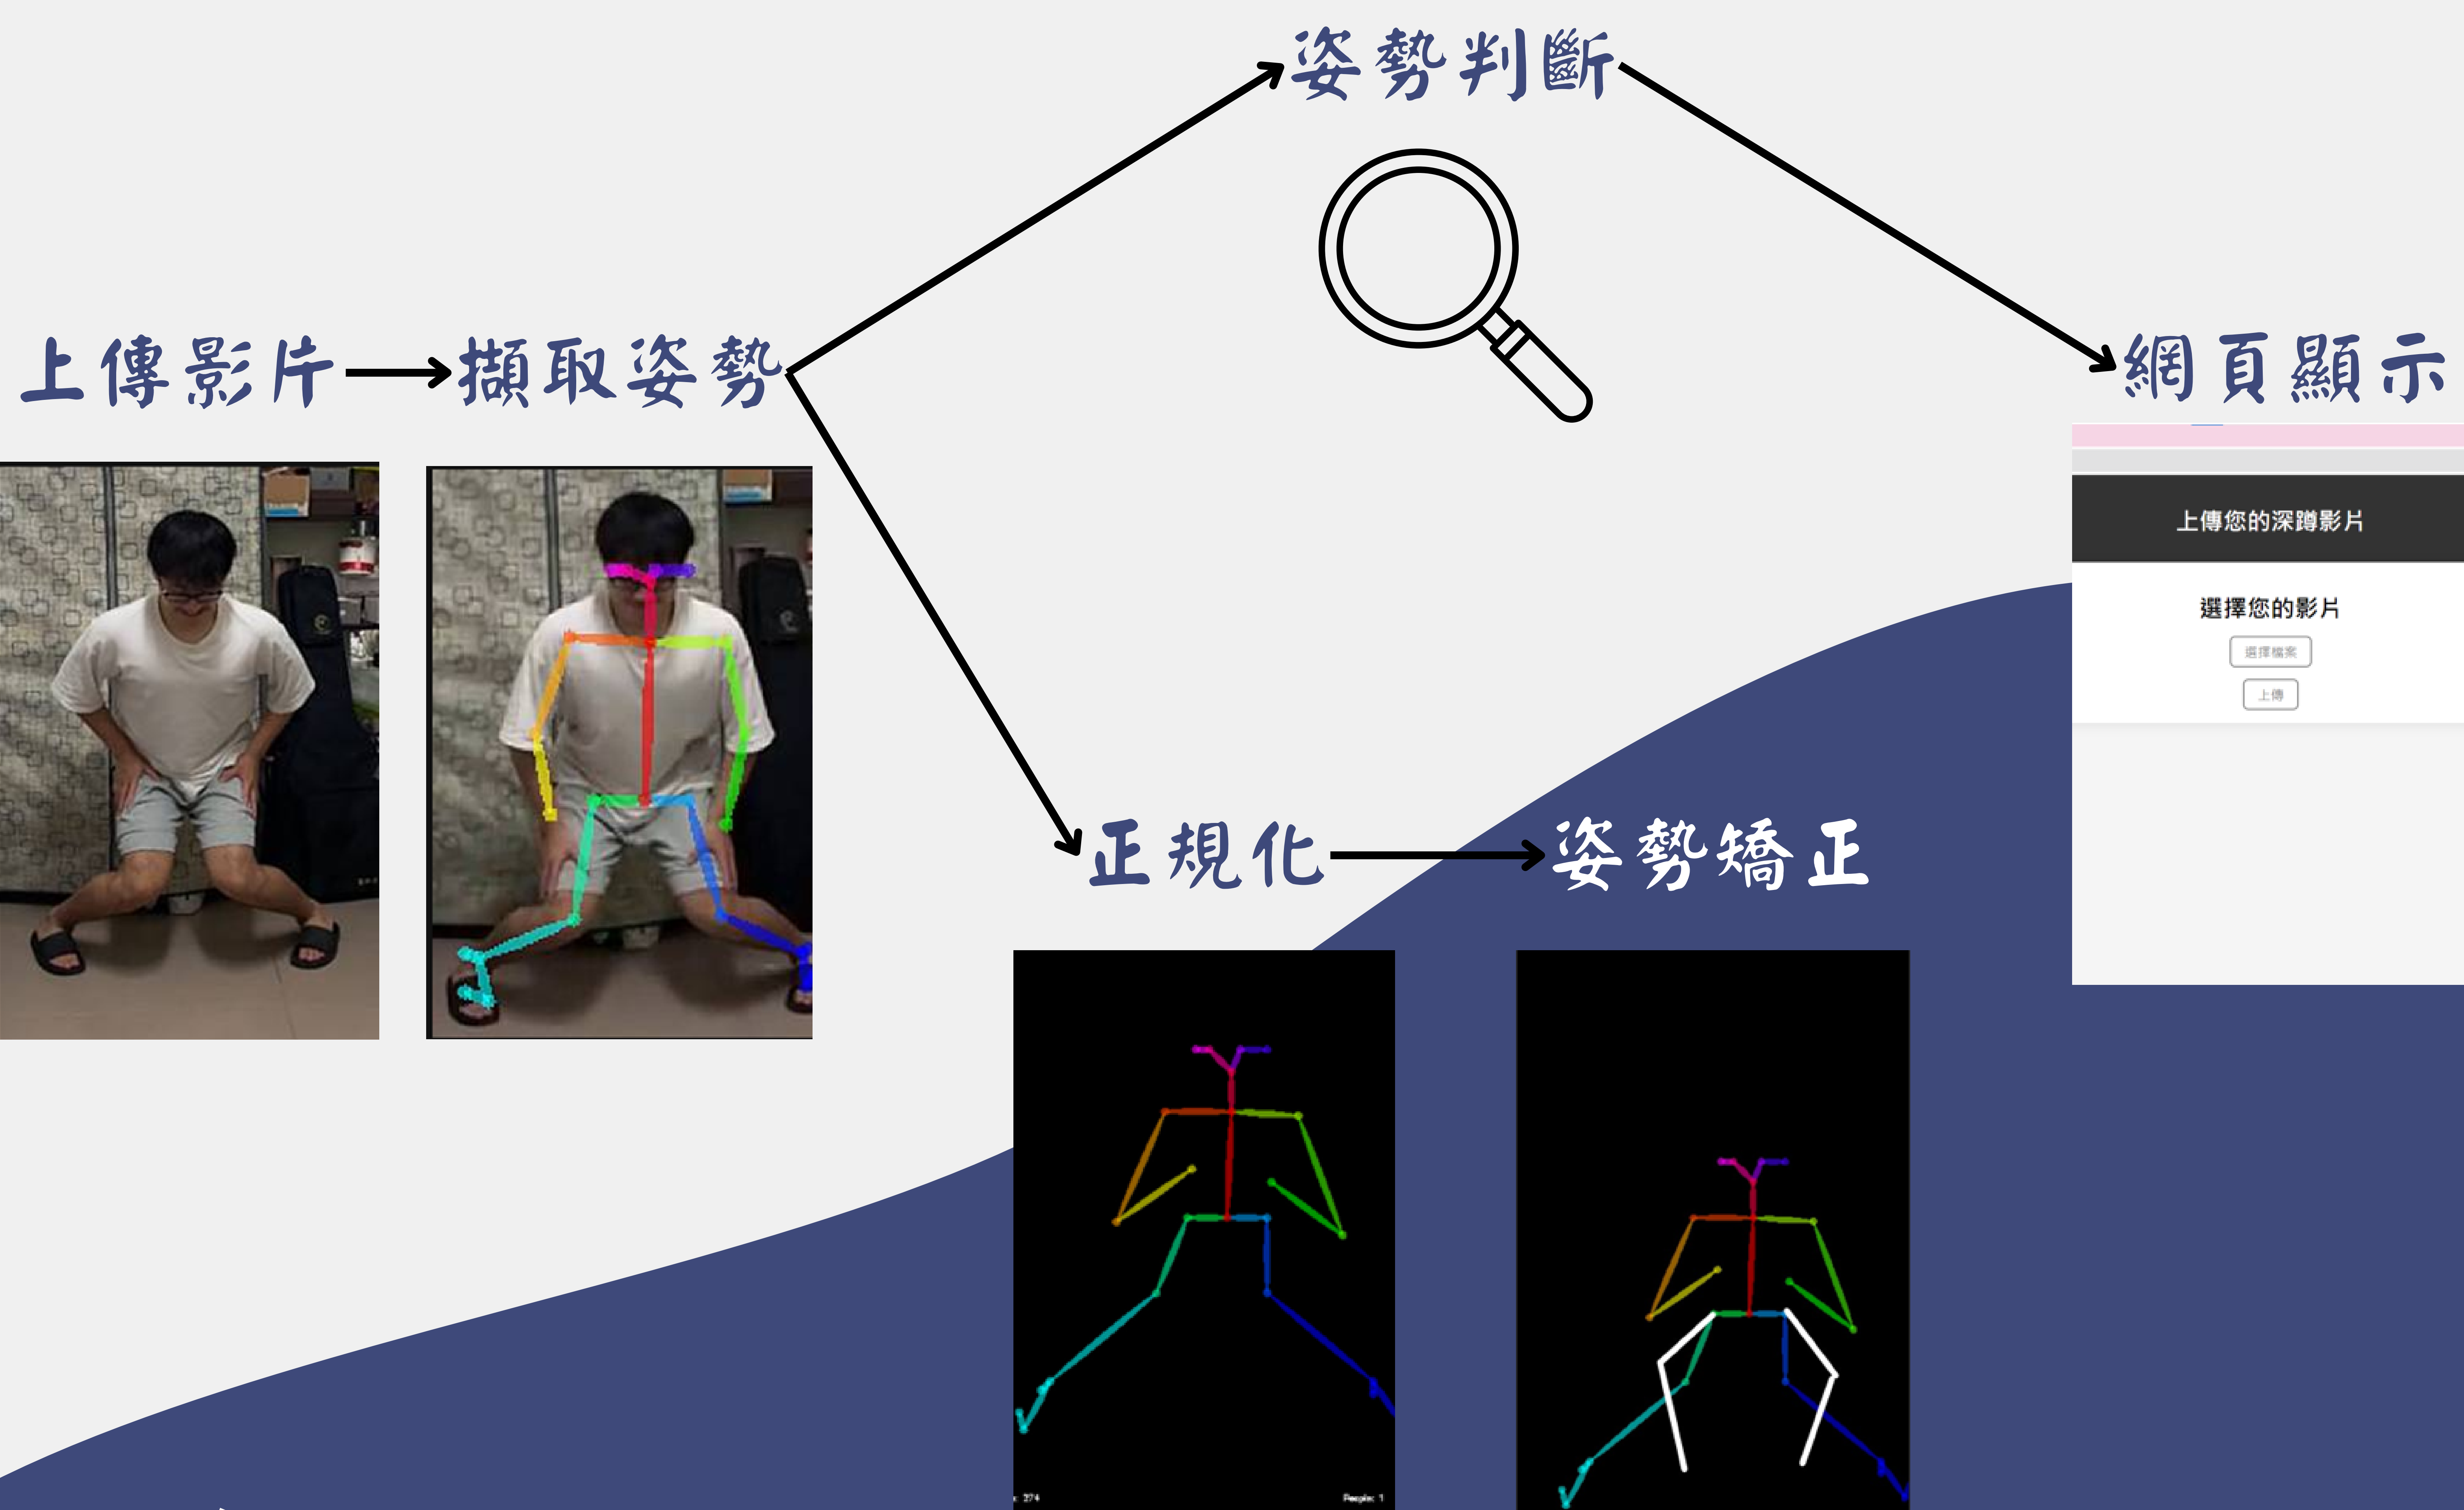 姿勢判斷
上傳影片
擷取姿勢
網頁顯示
上傳您的深蹲影片
選擇您的影片
選擇檔案
上傳
正規化
姿勢矯正
274
People: 1